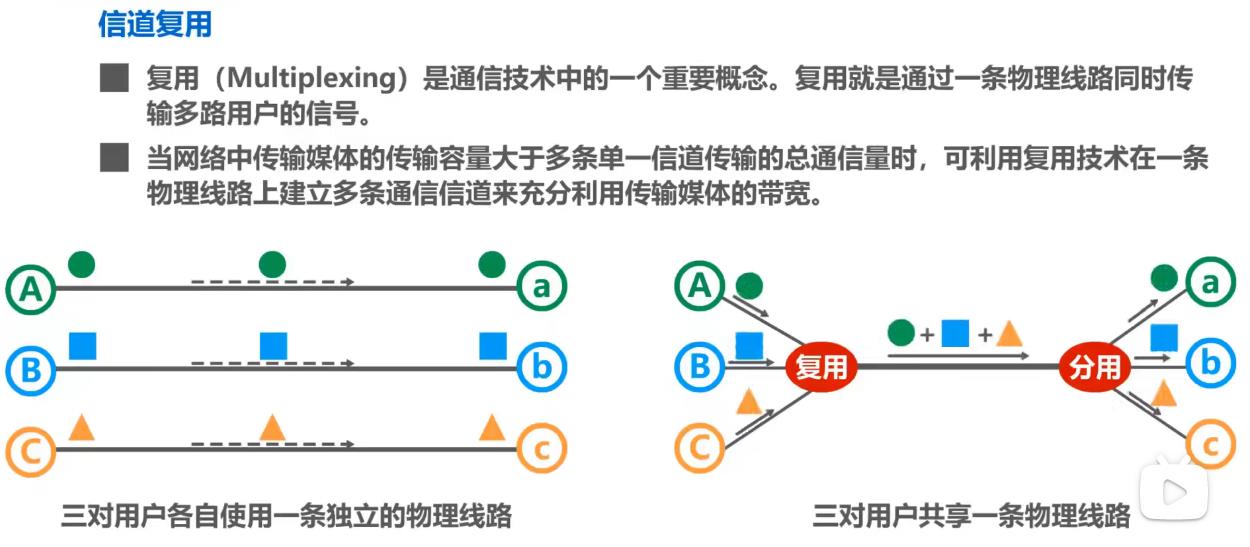 信道复用
复用（Multiplexing）是通信技术中的一个重要概念。复用就是通过一条物理线路同时传
输多路用户的信号。
当网络中传输媒体的传输容量大于多条单一信道传输的总通信量时，可利用复用技术在一条
物理线路上建立多条通信信道来充分利用传输媒体的带宽。
A
a
B
b
C
c
三对用户各自使用一条独立的物理线路
A
a
+
+
B
复用
分用
b
C
c
三对用户共享一条物理线路